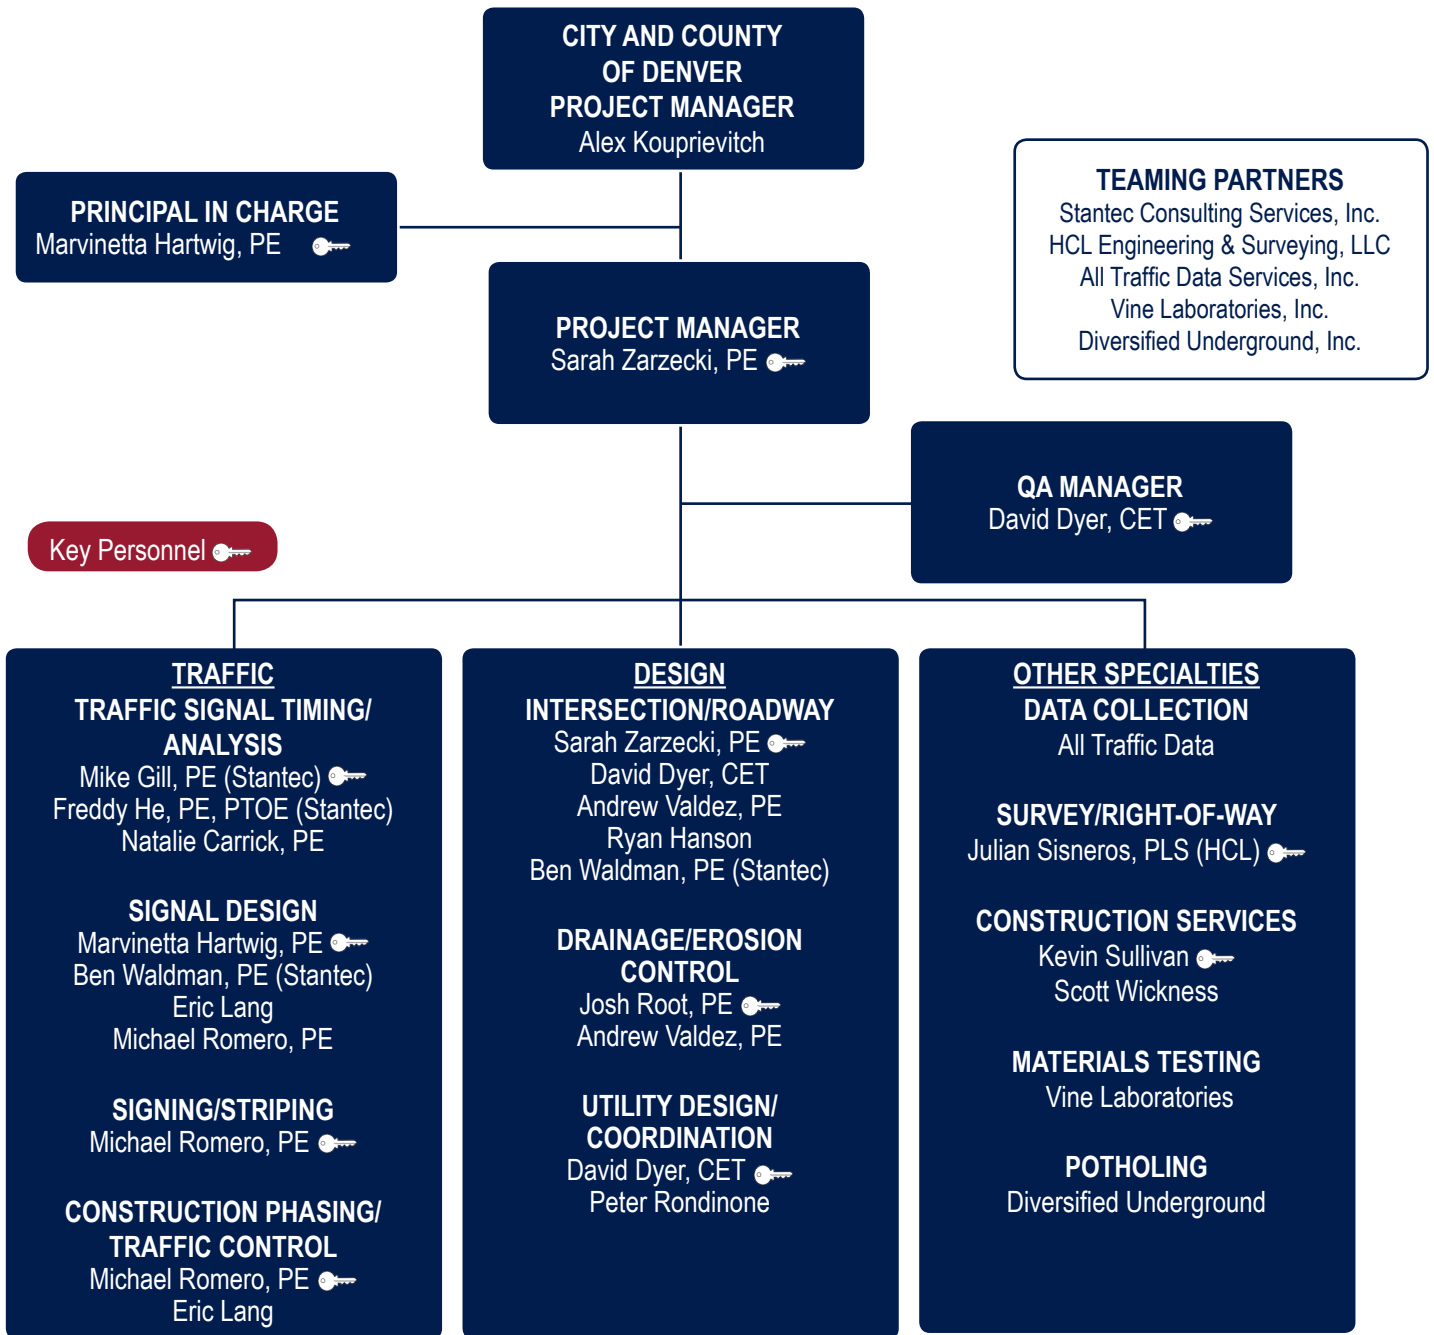 CITY AND COUNTY
OF DENVER
PROJECT MANAGER
Alex Kouprievitch
PRINCIPAL IN CHARGE
Marvinetta Hartwig, PE
TEAMING PARTNERS
Stantec Consulting Services, Inc.
HCL Engineering & Surveying, LLC
All Traffic Data Services, Inc.
Vine Laboratories, Inc.
Diversified Underground, Inc.
PROJECT MANAGER
Sarah Zarzecki, PE
QA MANAGER
David Dyer, CET
Key Personnel
TRAFFIC
TRAFFIC SIGNAL TIMING/
ANALYSIS
Mike Gill, PE (Stantec)
Freddy He, PE, PTOE (Stantec)
Natalie Carrick, PE
SIGNAL DESIGN
Marvinetta Hartwig, PE
Ben Waldman, PE (Stantec)
Eric Lang
Michael Romero, PE
SIGNING/STRIPING
Michael Romero, PE
CONSTRUCTION PHASING/
TRAFFIC CONTROL
Michael Romero, PE
Eric Lang
DESIGN
INTERSECTION/ROADWAY
Sarah Zarzecki, PE
David Dyer, CET
Andrew Valdez, PE
Ryan Hanson
Ben Waldman, PE (Stantec)
DRAINAGE/EROSION
CONTROL
Josh Root, PE
Andrew Valdez, PE
UTILITY DESIGN/
COORDINATION
David Dyer, CET
Peter Rondinone
OTHER SPECIALTIES
DATA COLLECTION
All Traffic Data
SURVEY/RIGHT-OF-WAY
Julian Sisneros, PLS (HCL)
CONSTRUCTION SERVICES
Kevin Sullivan
Scott Wickness
MATERIALS TESTING
Vine Laboratories
POTHOLING
Diversified Underground